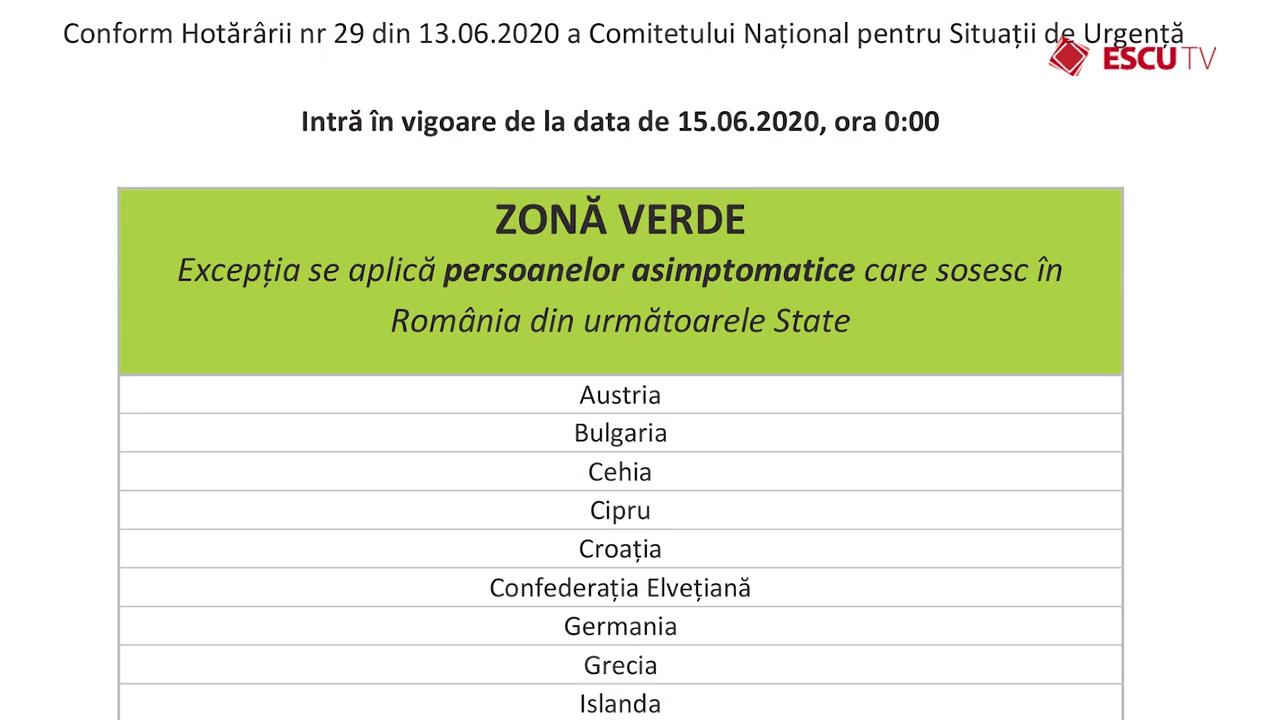 Conform Hotărârii nr 29 din 13.06.2020 a Comitetului Național pentru Situații de Urgență
ESCU TV
Intră în vigoare de la data de 15.06.2020, ora 0:00
ZONĂ VERDE
Excepția se aplică persoanelor asimptomatice care sosesc în
România din următoarele State
Austria
Bulgaria
Cehia
Cipru
Croația
Confederația Elvețiană
Germania
Grecia
Islanda